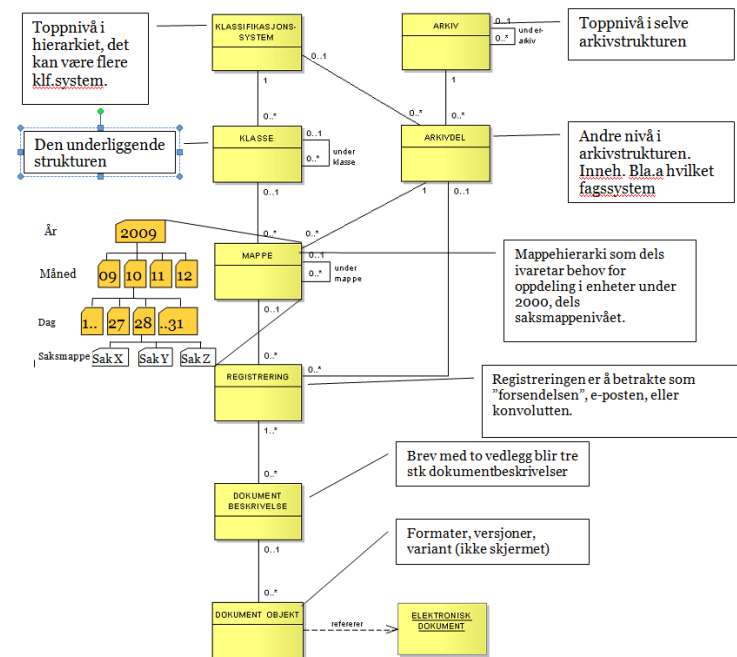 Toppnivå i
hierarkiet, det
kan være flere
klf.system.
KLASSIFIKASJONS-
SYSTEM
0..1
1
0..*
ARKIV
0..1
0..*
under-
arkiv
1
0..*
0..*
Toppnivå i selve
arkivstrukturen
Den underliggende
strukturen
KLASSE
0..1
0..*
under
klasse
0..1
0..*
ARKIVDEL
1
0..1
Andre nivå i
arkivstrukturen.
Inneh. Bla.a hvilket
fagssystem
År
2009
Måned
09
10
11
12
Dag
1..
27
28
..31
Saksmappe
Sak X
Sak Y
Sak Z
0..*
MAPPE
0..1
0..*
under
mappe
0..1
0..*
Mappehierarki som dels
ivaretar behov for
oppdeling i enheter under
2000, dels
saksmappenivået.
REGISTRERING
0..*
1..*
0..*
Registreringen er å betrakte som
”forsendelsen”, e-posten, eller
konvolutten.
DOKUMENT
BESKRIVELSE
0..1
0..*
Brev med to vedlegg blir tre
stk dokumentbeskrivelser
Formater, versjoner,
variant (ikke skjermet)
DOKUMENT OBJEKT
refererer
ELEKTRONISK
DOKUMENT